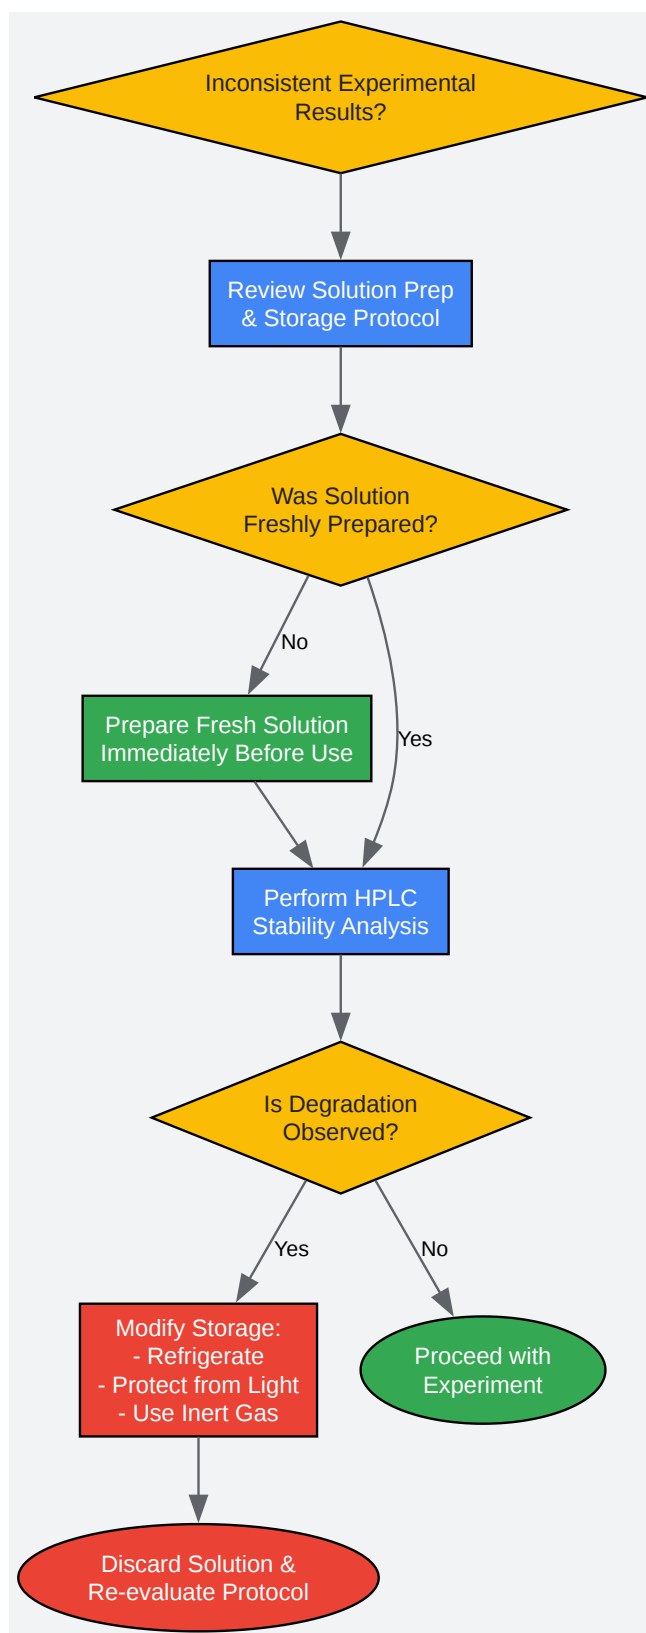 Inconsistent Experimental
Results?
Review Solution Prep
& Storage Protocol
Was Solution
Freshly Prepared?
No
Yes
Prepare Fresh Solution
Immediately Before Use
Perform HPLC
Stability Analysis
Is Degradation
Observed?
Yes
No
Modify Storage:
- Refrigerate
- Protect from Light
- Use Inert Gas
Proceed with
Experiment
Discard Solution &
Re-evaluate Protocol